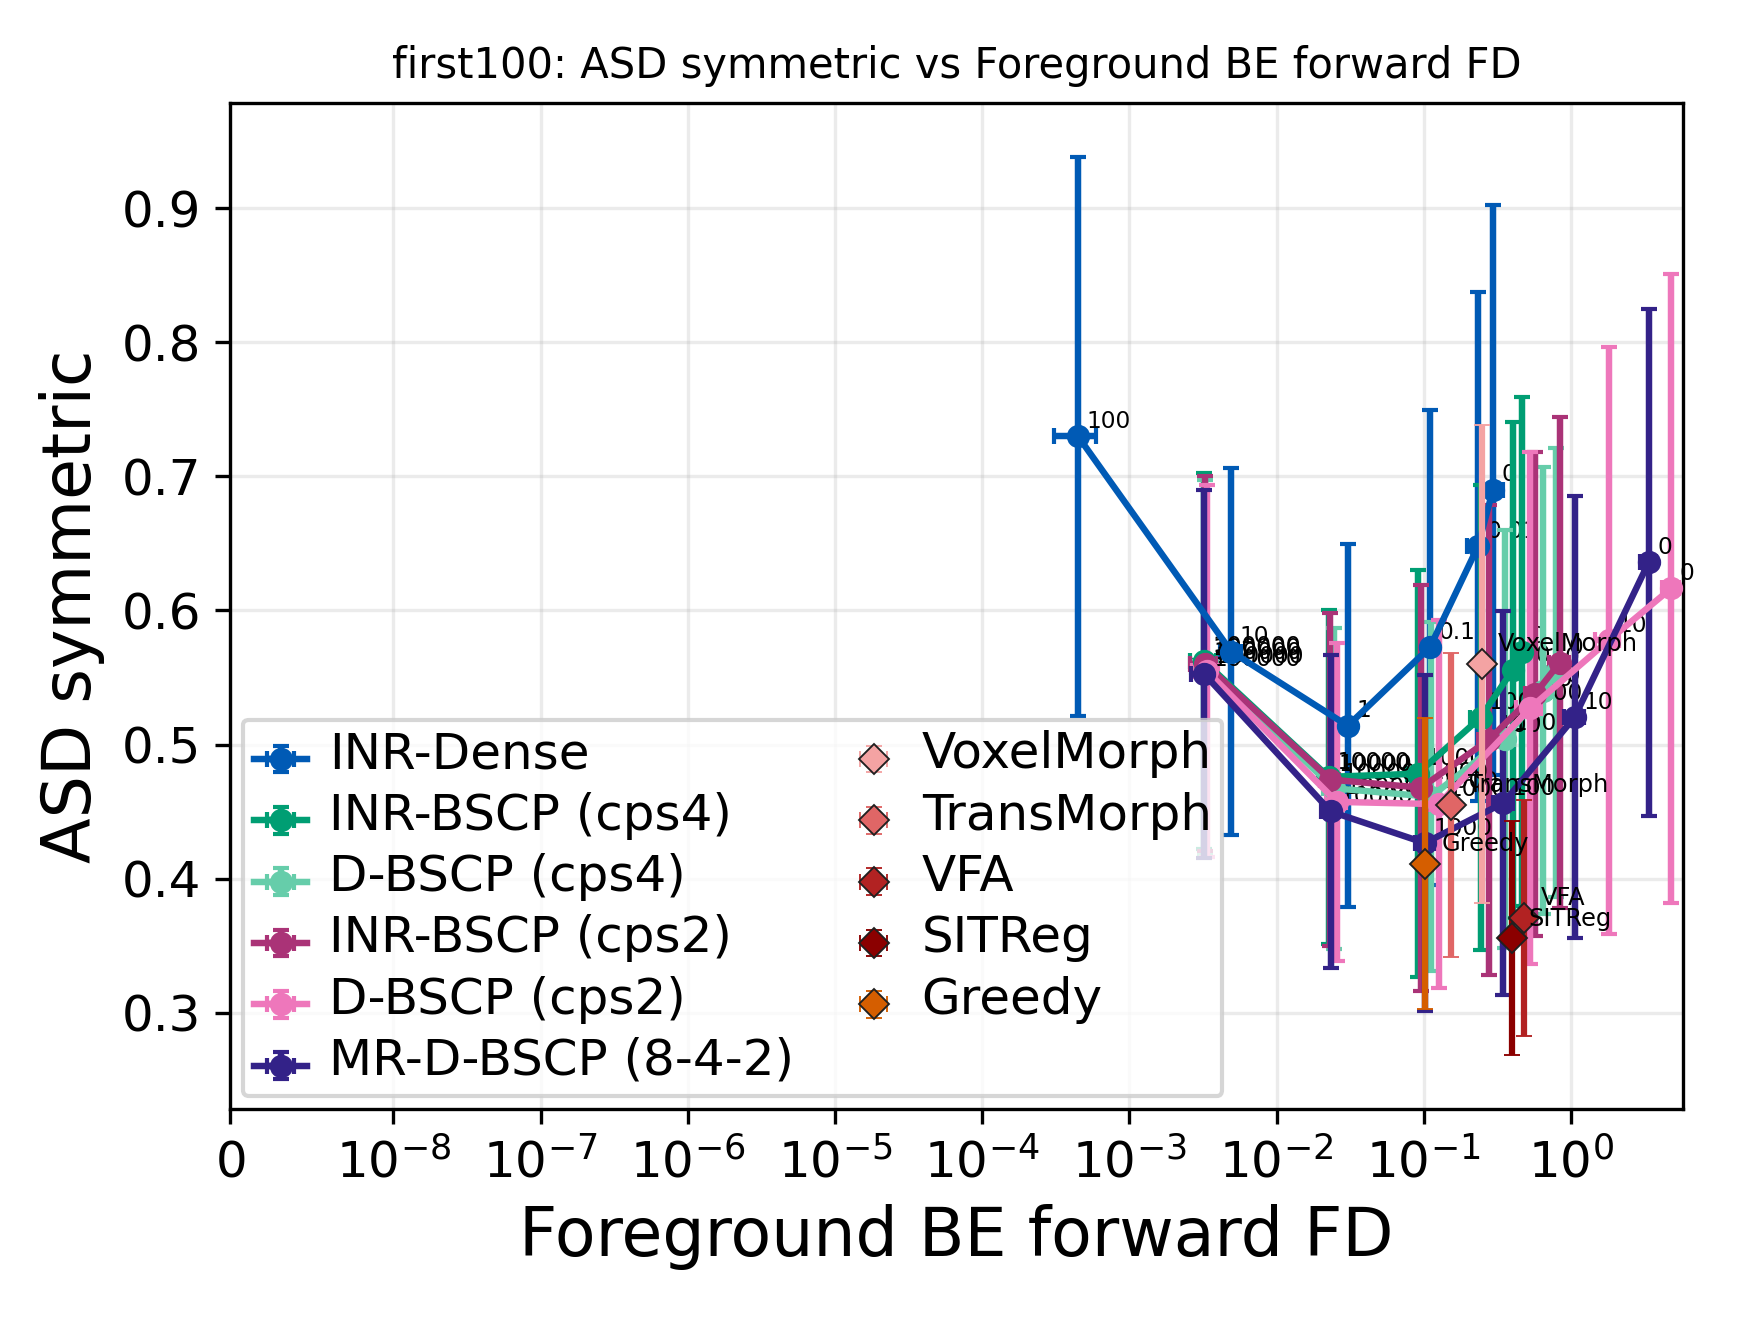 first100: ASD symmetric vs Foreground BE forward FD
ASD symmetric
0.9
0.8
0.7
0.6
0.5
0.4
0.3
100
10
1
0.1
0
0
10
100
VoxelMorph
TransMorph
Greedy
VFA
SITReg
10000
INR-Dense
INR-BSCP (cps4)
D-BSCP (cps4)
INR-BSCP (cps2)
D-BSCP (cps2)
MR-D-BSCP (8-4-2)
VoxelMorph
TransMorph
VFA
SITReg
Greedy
0 10⁻⁸ 10⁻⁷ 10⁻⁶ 10⁻⁵ 10⁻⁴ 10⁻³ 10⁻² 10⁻¹ 10⁰
Foreground BE forward FD